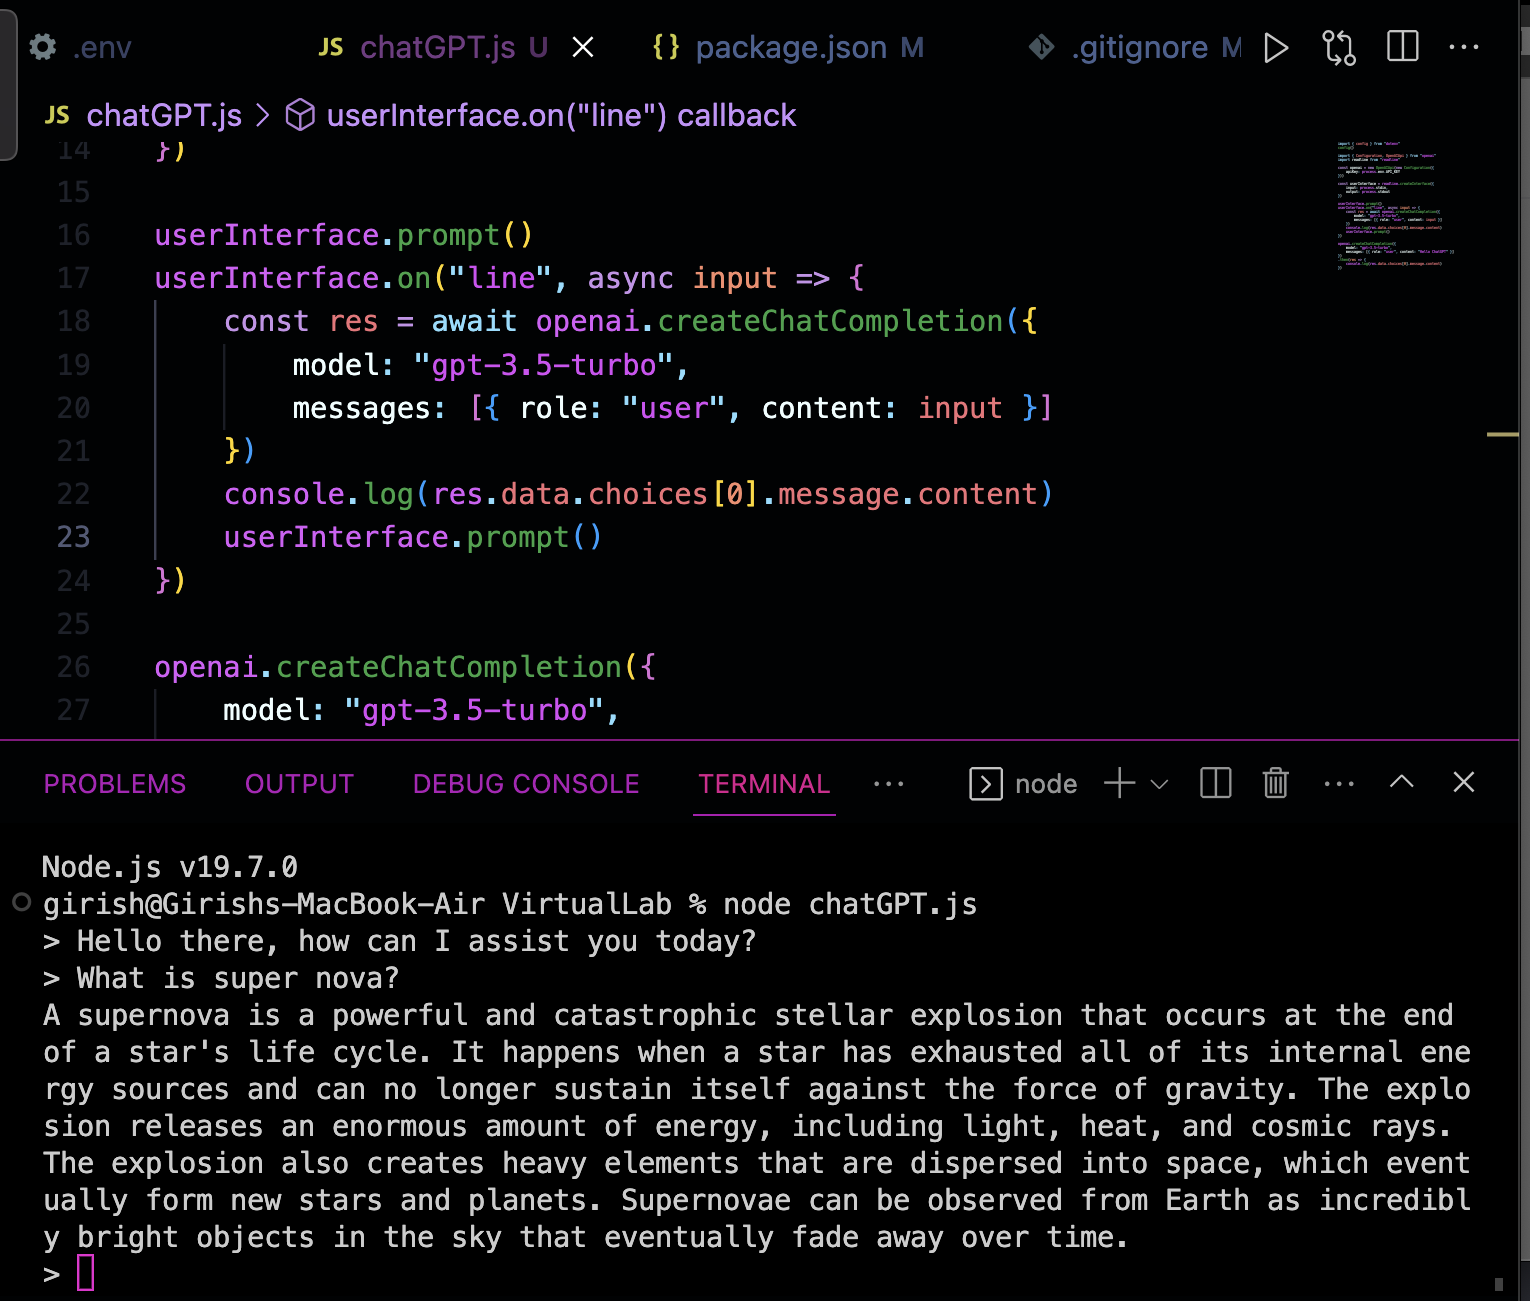 .env
JS chatGPT.js U
{} package.json M
.gitignore M
JS chatGPT.js > userInterface.on("line") callback
14 })
15
16 userInterface.prompt()
17 userInterface.on("line", async input => {
18 const res = await openai.createChatCompletion({
19 model: "gpt-3.5-turbo",
20 messages: [{ role: "user", content: input }]
21 })
22 console.log(res.data.choices[0].message.content)
23 userInterface.prompt()
24 })
25
26 openai.createChatCompletion({
27 model: "gpt-3.5-turbo",
PROBLEMS OUTPUT DEBUG CONSOLE TERMINAL ··· node
Node.js v19.7.0
girish@Girishs-MacBook-Air VirtualLab % node chatGPT.js
> Hello there, how can I assist you today?
> What is super nova?
A supernova is a powerful and catastrophic stellar explosion that occurs at the end
of a star's life cycle. It happens when a star has exhausted all of its internal ene
rgy sources and can no longer sustain itself against the force of gravity. The explo
sion releases an enormous amount of energy, including light, heat, and cosmic rays.
The explosion also creates heavy elements that are dispersed into space, which event
ually form new stars and planets. Supernovae can be observed from Earth as incredibl
y bright objects in the sky that eventually fade away over time.
>